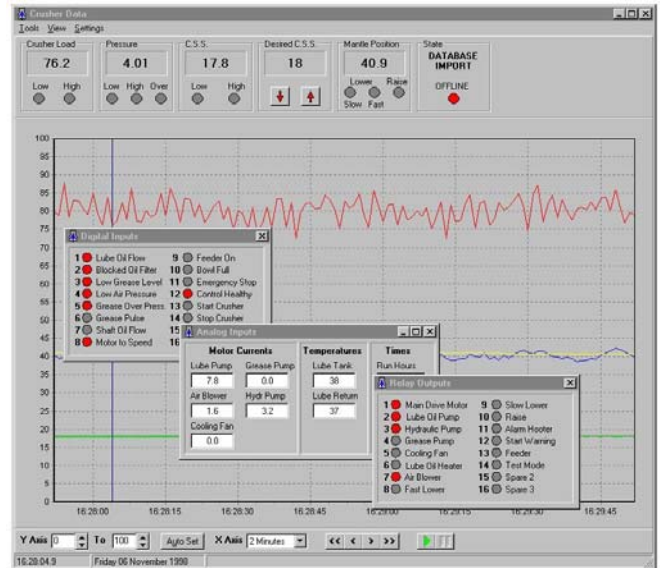 Crusher Data
Tools View Settings
Crusher Load
76.2
Low High
Pressure
4.01
Low High Over
C.S.S.
17.8
Low High
Desired C.S.S.
18
Mantle Position
40.9
Lower Raise
Slow Fast
State
DATABASE
IMPORT
OFFLINE
100
95
90
85
80
75
70
65
60
55
50
45
40
35
30
25
20
15
10
5
0
Digital Inputs
1 Lube Oil Flow
2 Blocked Oil Filter
3 Low Grease Level
4 Low Air Pressure
5 Grease Over Press.
6 Grease Pulse
7 Shaft Oil Flow
8 Motor to Speed
9 Feeder On
10 Bowl Full
11 Emergency Stop
12 Control Healthy
13 Start Crusher
14 Stop Crusher
15
16
Analog Inputs
Motor Currents
Lube Pump
7.8
Grease Pump
0.0
Air Blower
1.6
Hydr Pump
3.2
Cooling Fan
0.0
Temperatures
Lube Tank
38
Lube Return
37
Times
Run Hours
Relay Outputs
1 Main Drive Motor
2 Lube Oil Pump
3 Hydraulic Pump
4 Grease Pump
5 Cooling Fan
6 Lube Oil Heater
7 Air Blower
8 Fast Lower
9 Slow Lower
10 Raise
11 Alarm Hooter
12 Start Warning
13 Feeder
14 Test Mode
15 Spare 2
16 Spare 3
16:28:00 16:28:15 16:28:30 16:28:45 16:29:00 16:29:15 16:29:30 16:29:45
Y Axis 0 To 100 Auto Set X Axis 2 Minutes << < > >>
16:28:04.9 Friday 06 November 1998